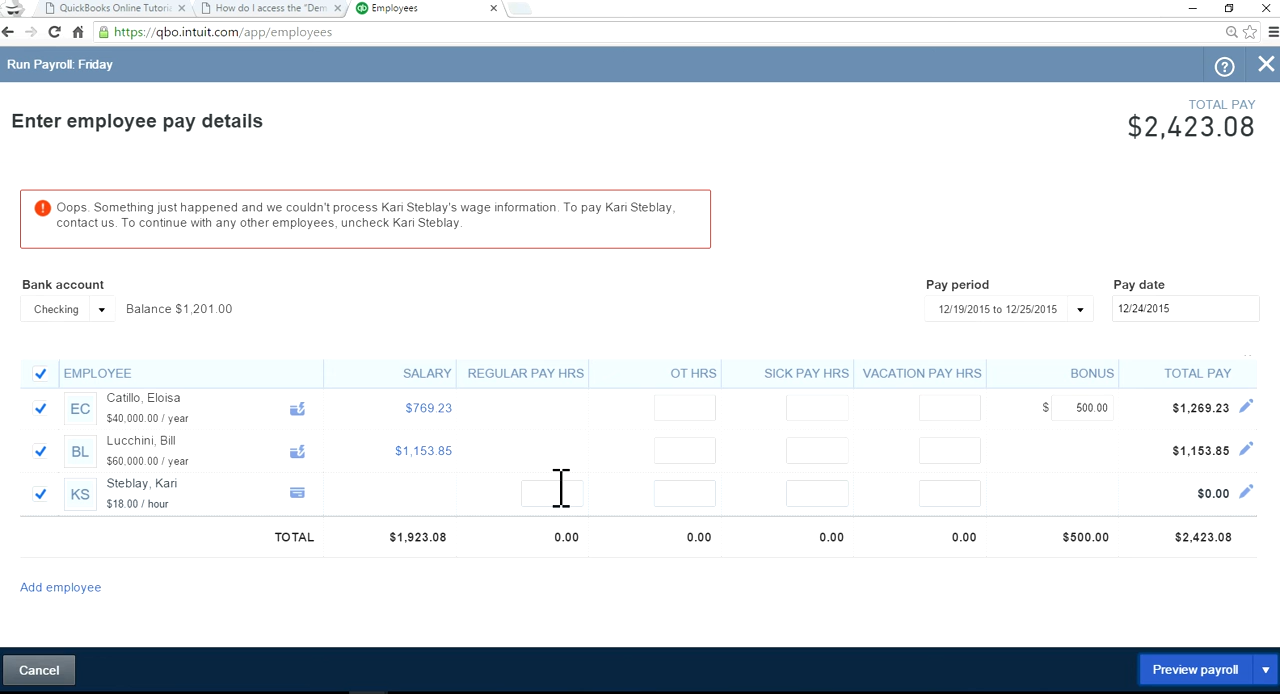 QuickBooks Online Tutori
How do I access the "Dem
qb Employees
https://qbo.intuit.com/app/employees
Run Payroll: Friday
?
TOTAL PAY
$2,423.08
Enter employee pay details
! Oops. Something just happened and we couldn't process Kari Steblay's wage information. To pay Kari Steblay,
contact us. To continue with any other employees, uncheck Kari Steblay.
Bank account
Checking Balance $1,201.00
Pay period
12/19/2015 to 12/25/2015
Pay date
12/24/2015
EMPLOYEE SALARY REGULAR PAY HRS OT HRS SICK PAY HRS VACATION PAY HRS BONUS TOTAL PAY
EC Catillo, Eloisa $769.23 $ 500.00 $1,269.23
$40,000.00 / year
BL Lucchini, Bill $1,153.85 $1,153.85
$60,000.00 / year
KS Steblay, Kari $0.00
$18.00 / hour
TOTAL $1,923.08 0.00 0.00 0.00 0.00 $500.00 $2,423.08
Add employee
Cancel
Preview payroll